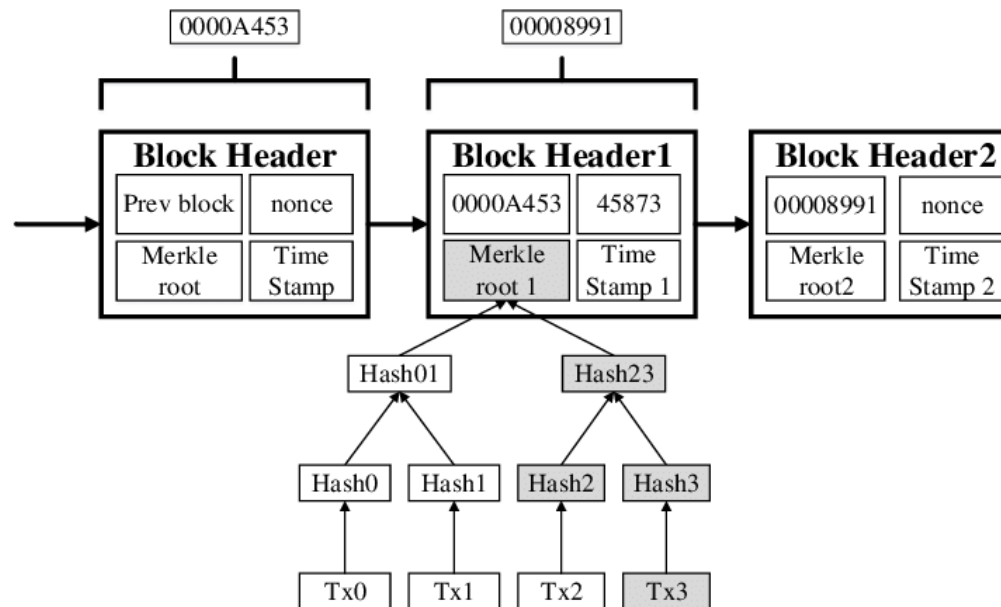 0000A453
00008991
Block Header
Prev block
nonce
Merkle
root
Time
Stamp
Block Header1
0000A453
45873
Merkle
root 1
Time
Stamp 1
Block Header2
00008991
nonce
Merkle
root2
Time
Stamp 2
Hash01
Hash23
Hash0
Hash1
Hash2
Hash3
Tx0
Tx1
Tx2
Tx3